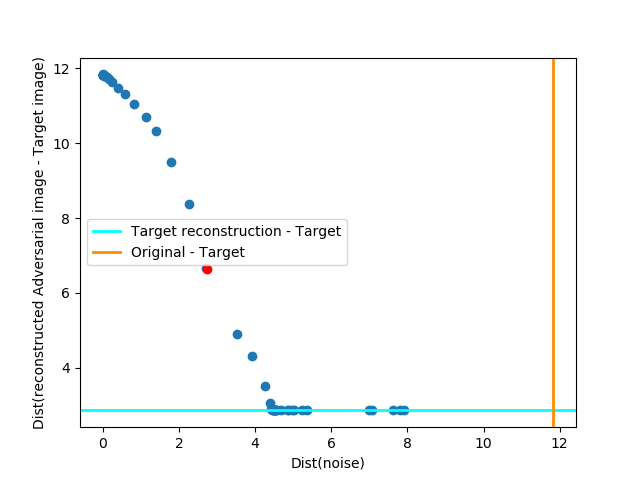 12
10
8
6
4
Dist(reconstructed Adversarial image - Target image)
Target reconstruction - Target
Original - Target
0 2 4 6 8 10 12
Dist(noise)